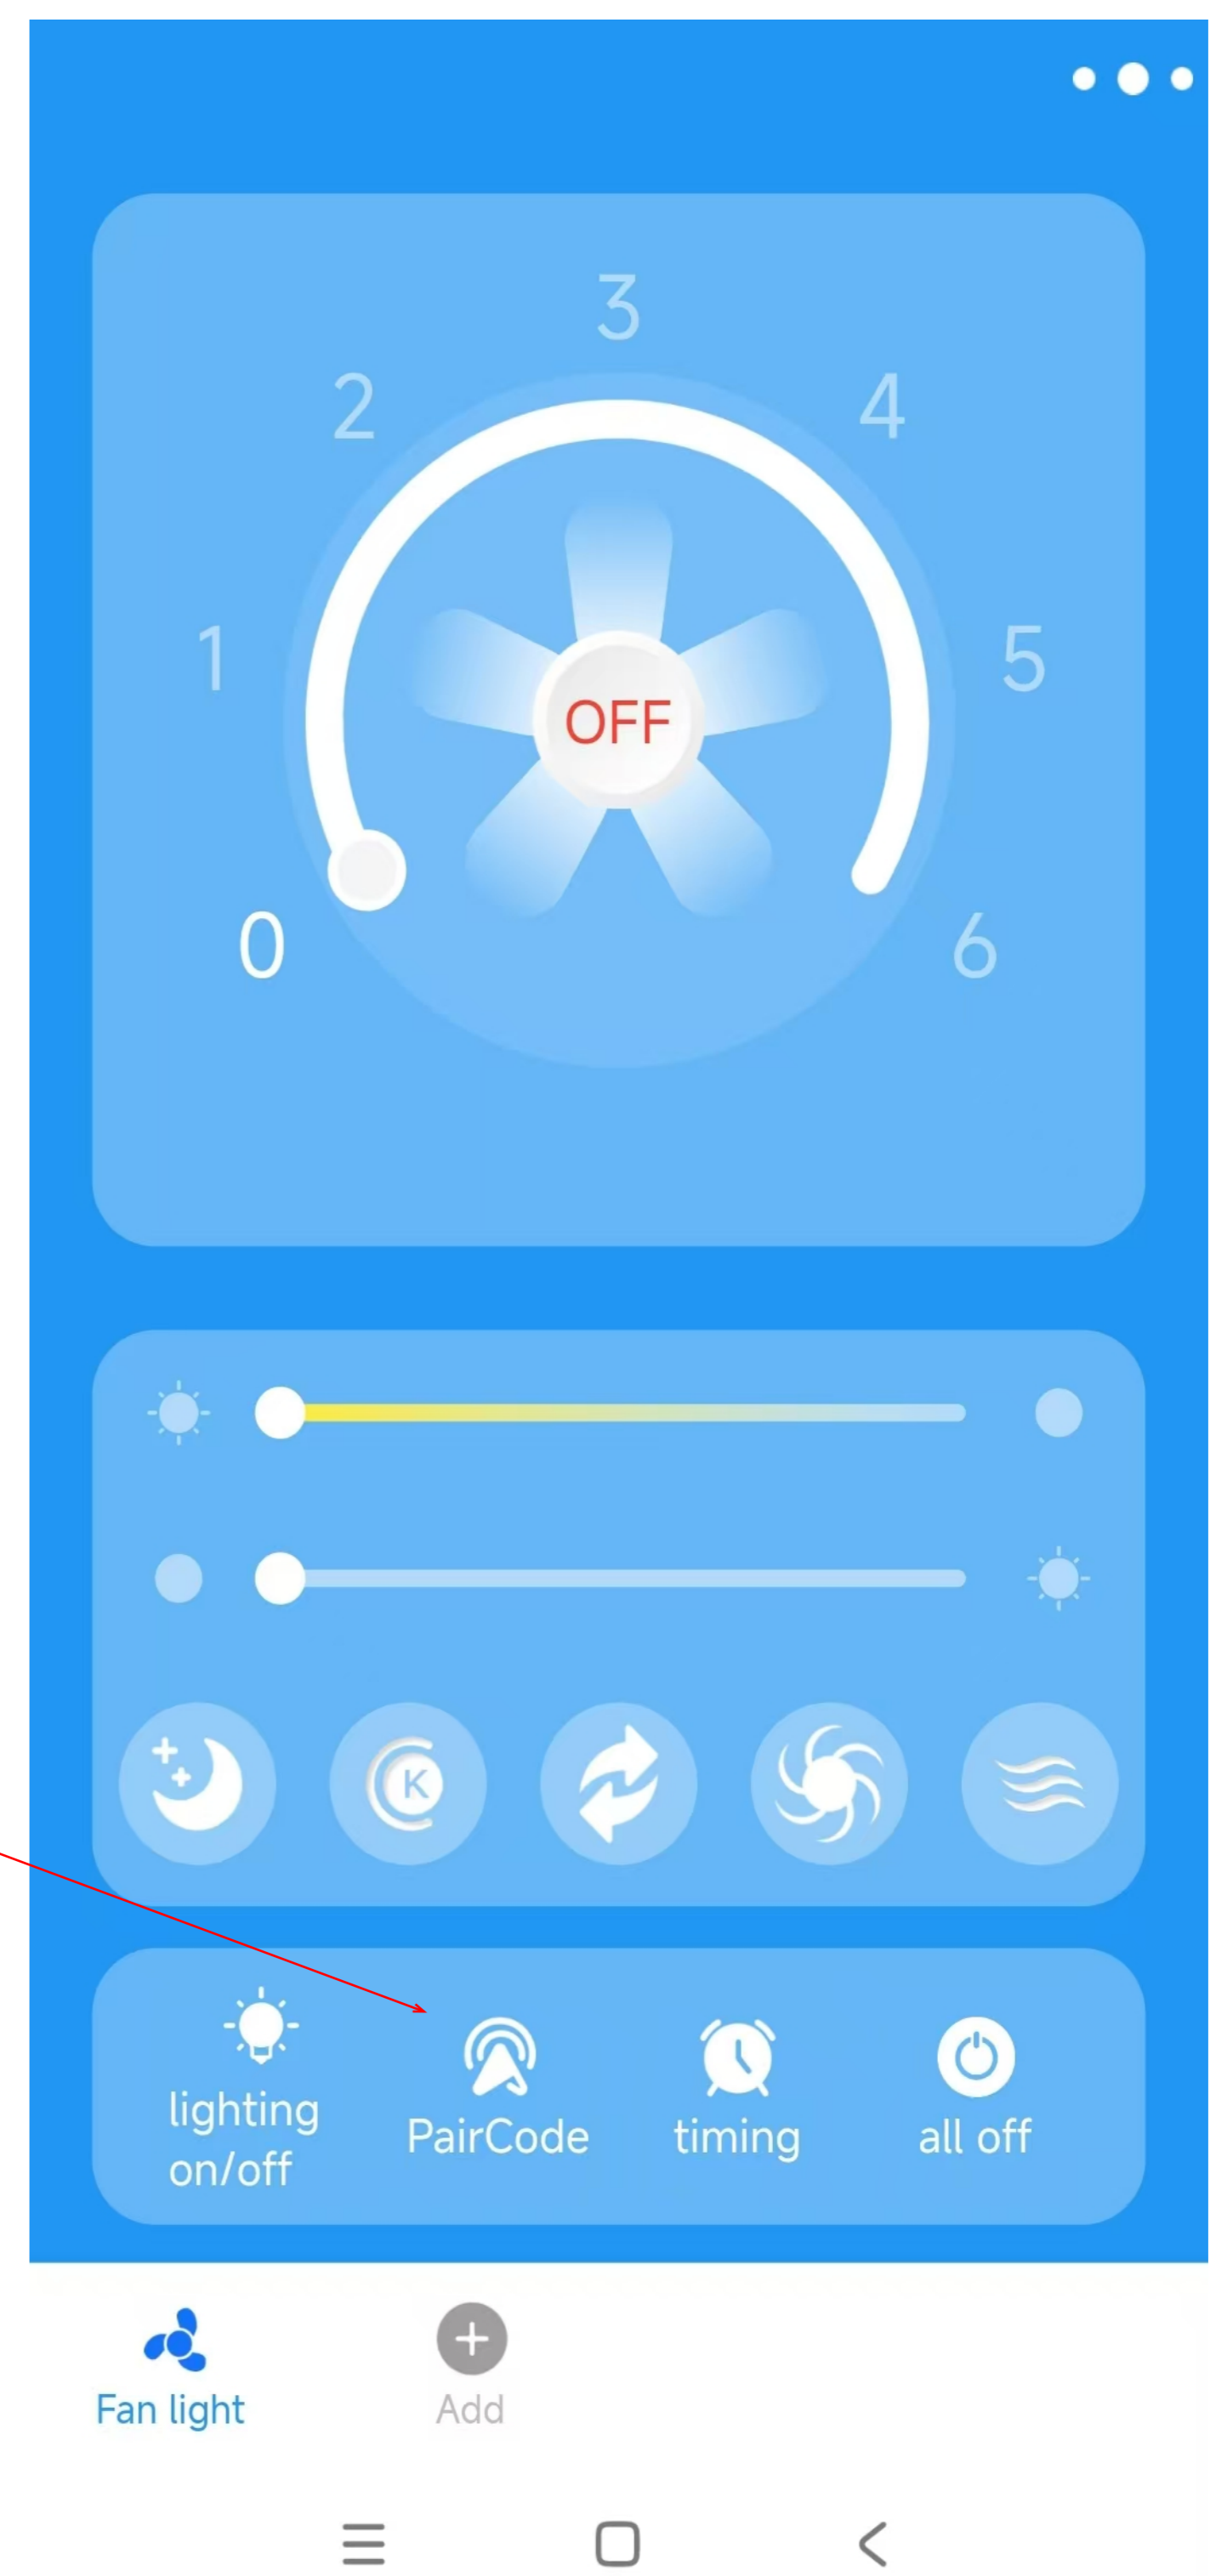 3
2
4
1
5
OFF
0
6
K
lighting
on/off
PairCode
timing
all off
Fan light
Add